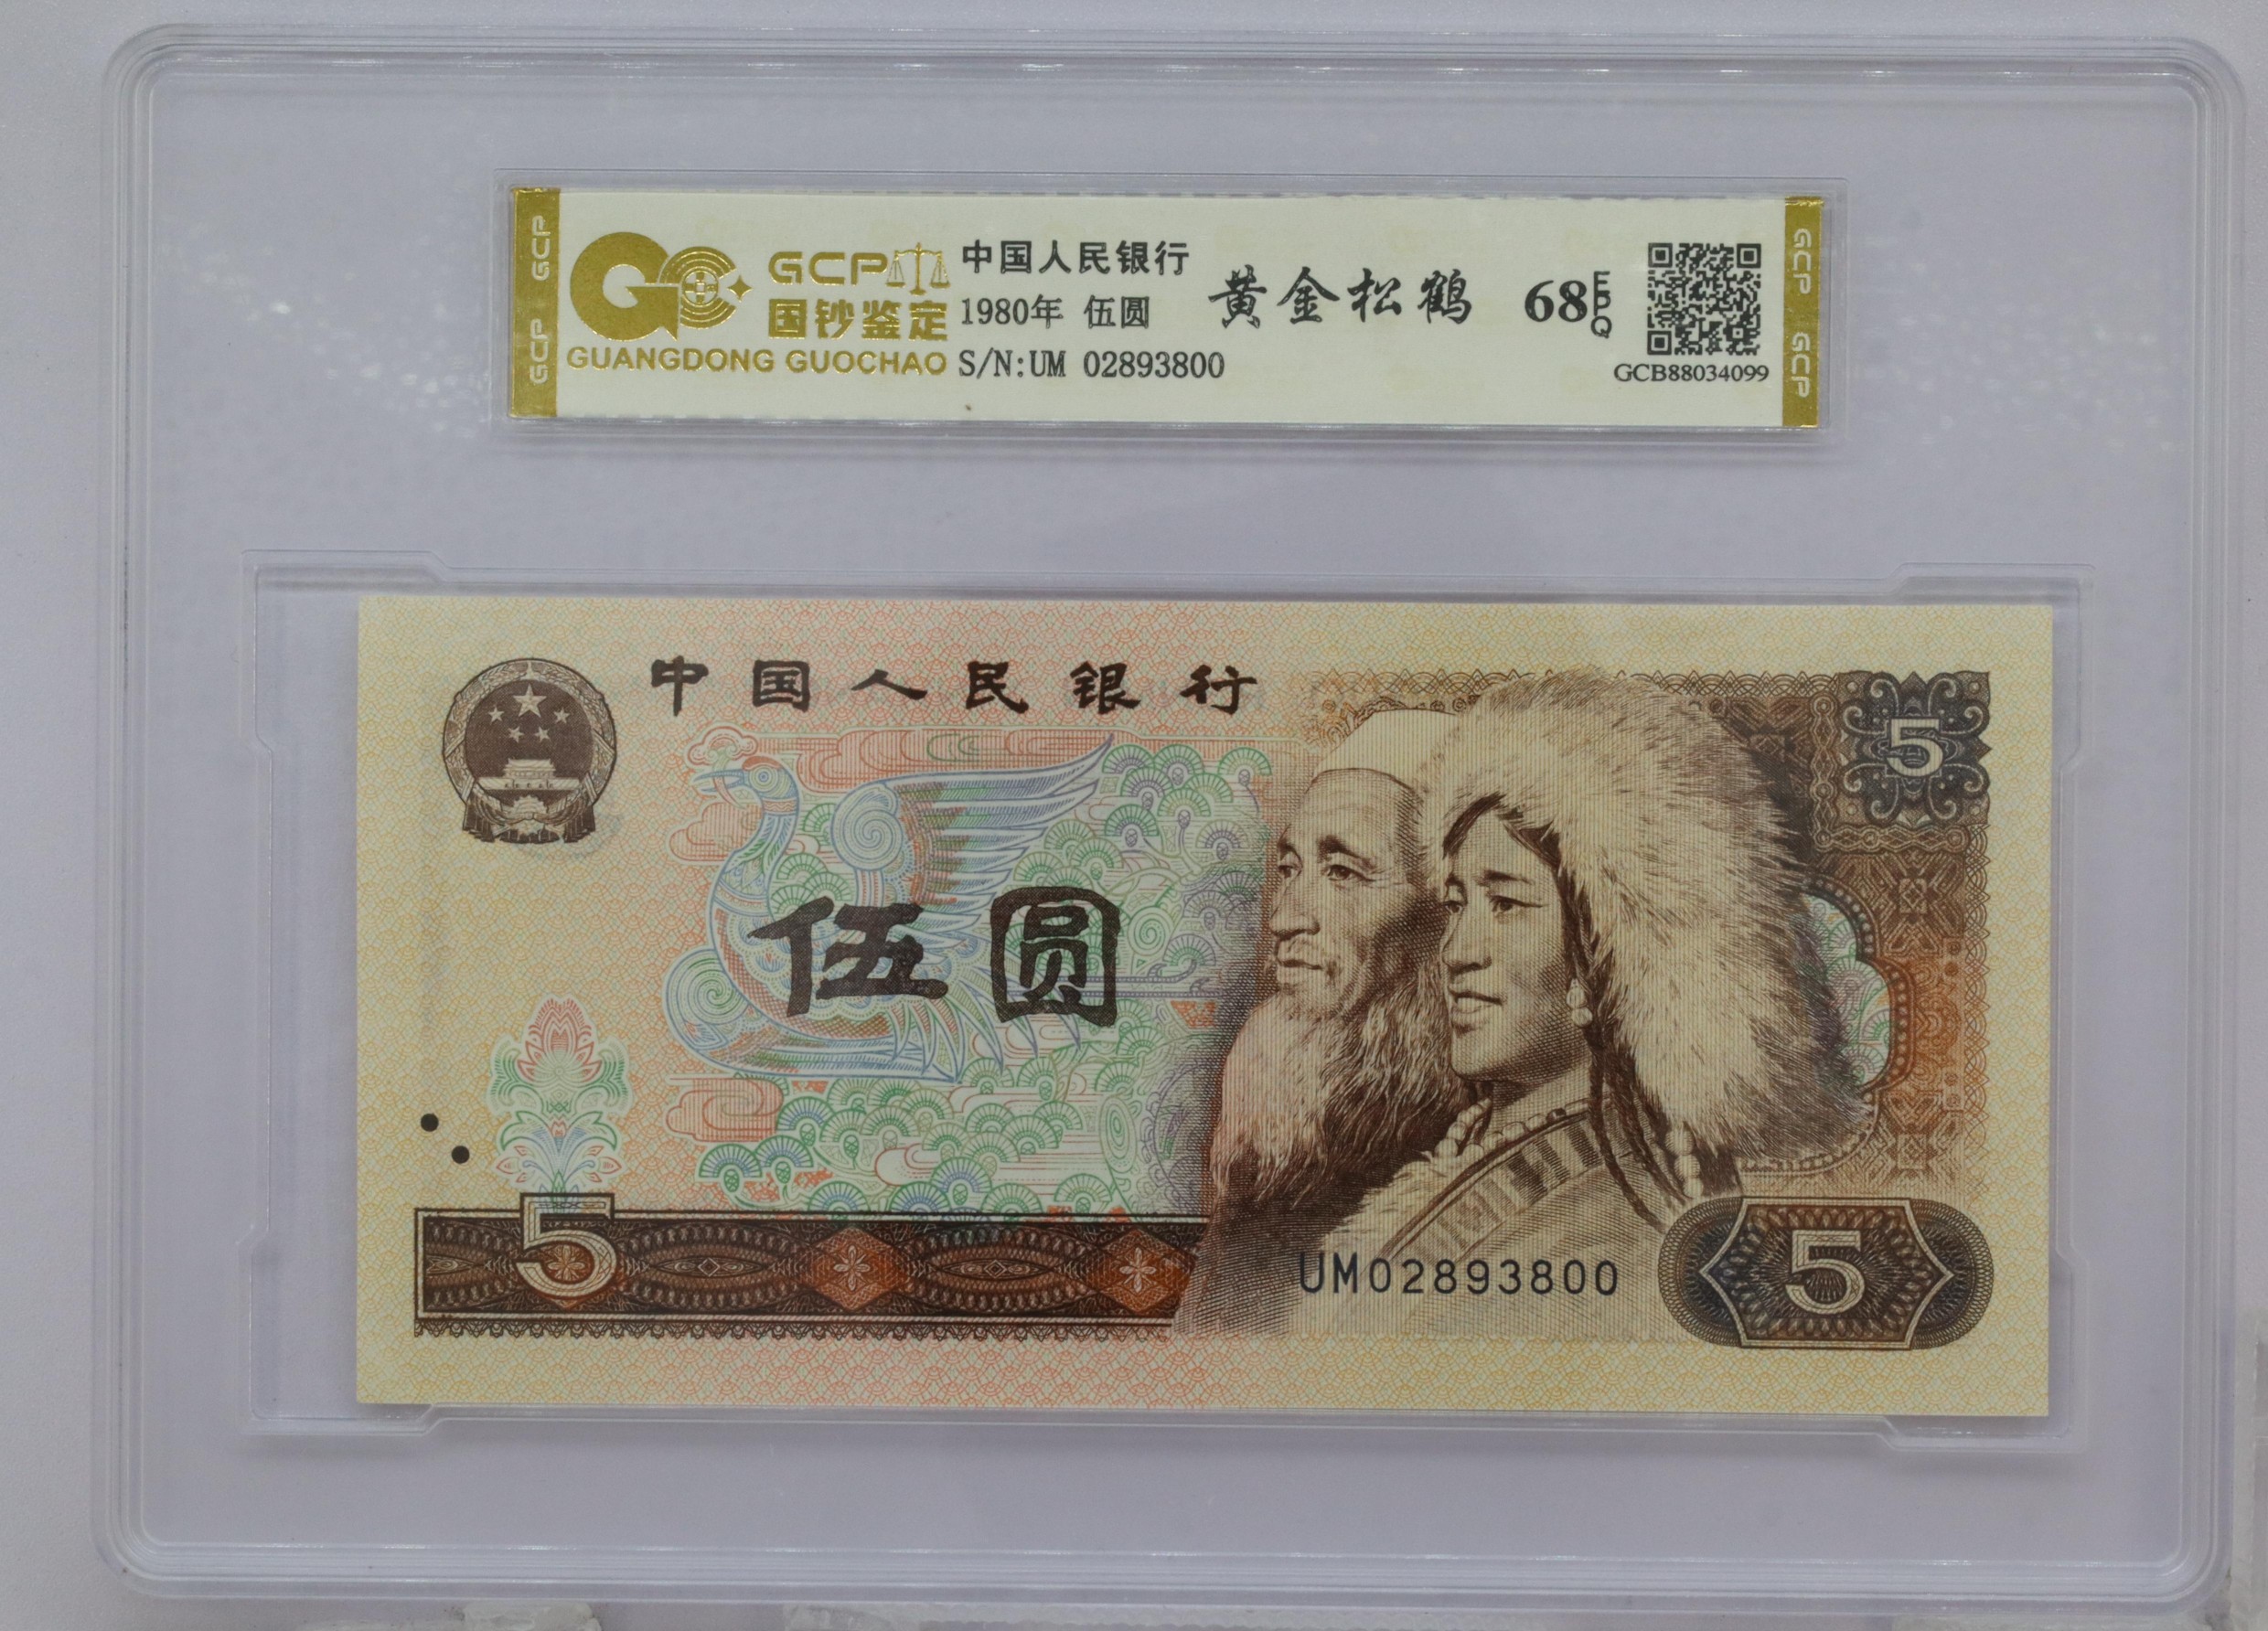 GCP GCP
GCP
国钞鉴定
GUANGDONG GUOCHAO
中国人民银行
1980年 伍圆
S/N:UM 02893800
黄金松鹤
68 EPQ
GCB88034099
GCP GCP
中国人民银行
5
伍圆
5
UM02893800
5